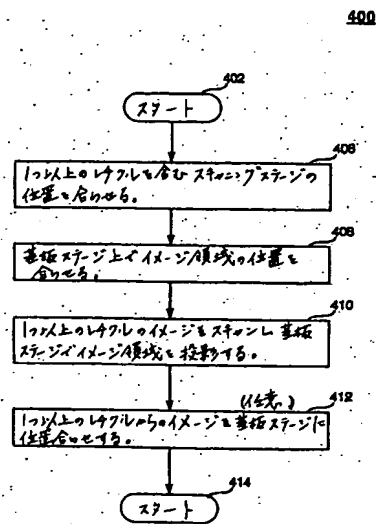 400
402
スタート
406
1つ以上のレチクルを含むスキャニングステージの
位置を合わせる。
408
基板ステージ上でイメージ領域の位置を
合わせる。
410
1つ以上のレチクルのイメージをスキャンし基板
ステージでイメージ領域を投影する。
412
(任意)
1つ以上のレチクルからのイメージを基板ステージに
位置合わせする。
414
スタート